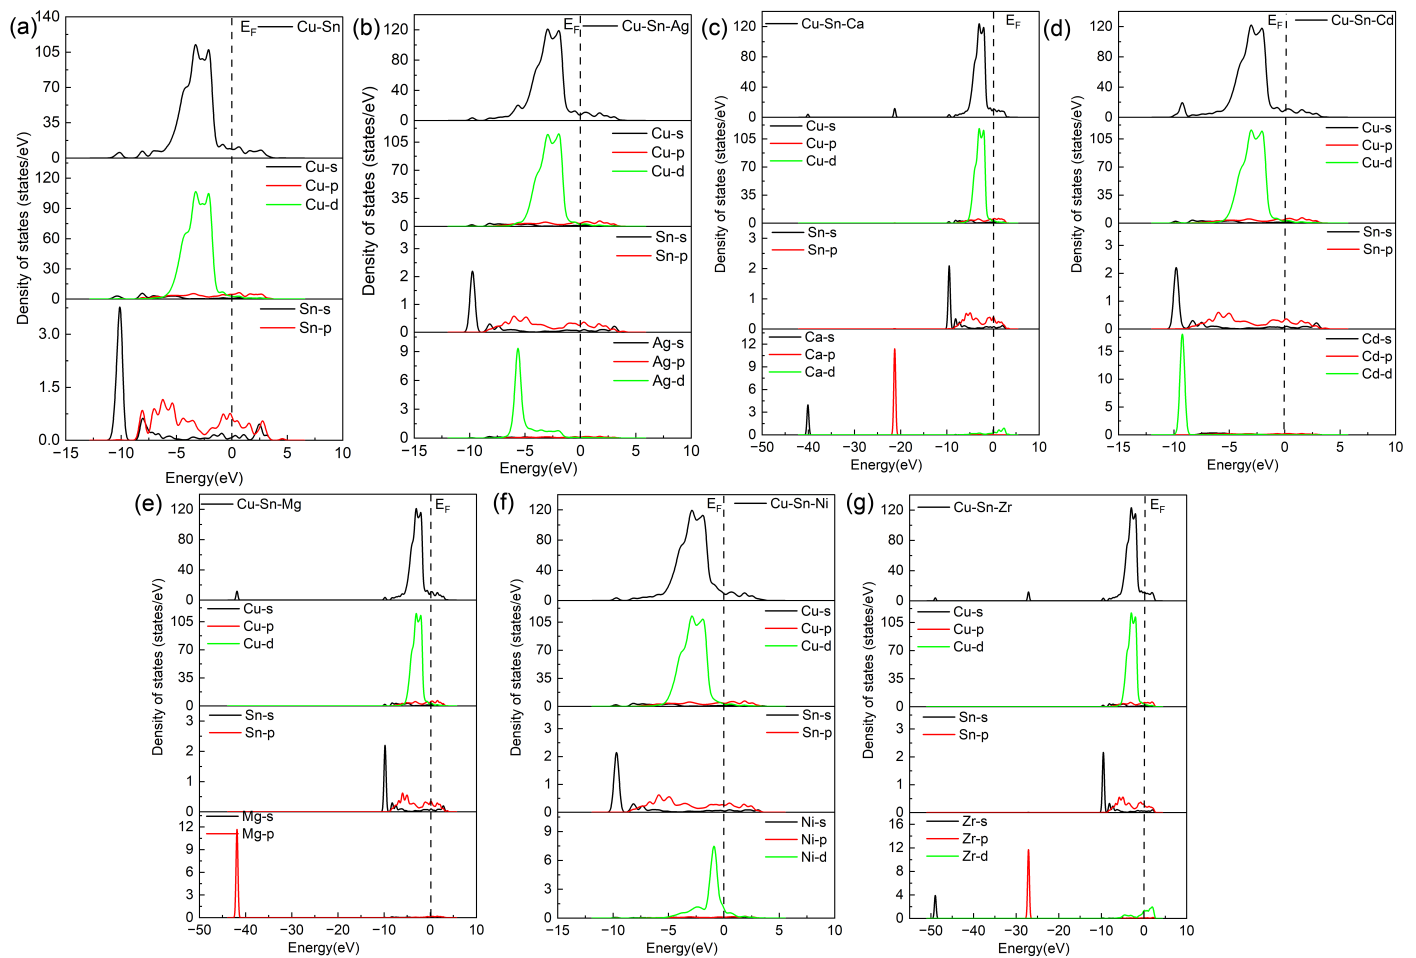 (a)
140
105
70
35
0
E_F
Cu-Sn
120
90
60
30
0
Cu-s
Cu-p
Cu-d
3.0
1.5
0.0
Sn-s
Sn-p
−15 −10 −5 0 5 10
Energy(eV)
Density of states (states/eV)
(b)
120
80
40
0
E_F
Cu-Sn-Ag
105
70
35
0
Cu-s
Cu-p
Cu-d
3
2
1
0
Sn-s
Sn-p
9
6
3
0
Ag-s
Ag-p
Ag-d
−15 −10 −5 0 5 10
Energy(eV)
Density of states (states/eV)
(c)
120
80
40
0
Cu-Sn-Ca
E_F
105
70
35
0
Cu-s
Cu-p
Cu-d
3
2
1
0
Sn-s
Sn-p
12
9
6
3
0
Ca-s
Ca-p
Ca-d
−50 −40 −30 −20 −10 0 10
Energy(eV)
Density of states (states/eV)
(d)
120
80
40
0
E_F
Cu-Sn-Cd
105
70
35
0
Cu-s
Cu-p
Cu-d
3
2
1
0
Sn-s
Sn-p
15
10
5
0
Cd-s
Cd-p
Cd-d
−15 −10 −5 0 5 10
Energy(eV)
Density of states (states/eV)
(e)
120
80
40
0
Cu-Sn-Mg
E_F
105
70
35
0
Cu-s
Cu-p
Cu-d
3
2
1
0
Sn-s
Sn-p
12
9
6
3
0
Mg-s
Mg-p
−50 −40 −30 −20 −10 0 10
Energy(eV)
Density of states (states/eV)
(f)
120
80
40
0
E_F
Cu-Sn-Ni
105
70
35
0
Cu-s
Cu-p
Cu-d
3
2
1
0
Sn-s
Sn-p
9
6
3
0
Ni-s
Ni-p
Ni-d
−15 −10 −5 0 5 10
Energy(eV)
Density of states (states/eV)
(g)
120
80
40
0
Cu-Sn-Zr
E_F
105
70
35
0
Cu-s
Cu-p
Cu-d
3
2
1
0
Sn-s
Sn-p
16
12
8
4
0
Zr-s
Zr-p
Zr-d
−50 −40 −30 −20 −10 0 10
Energy(eV)
Density of states (states/eV)